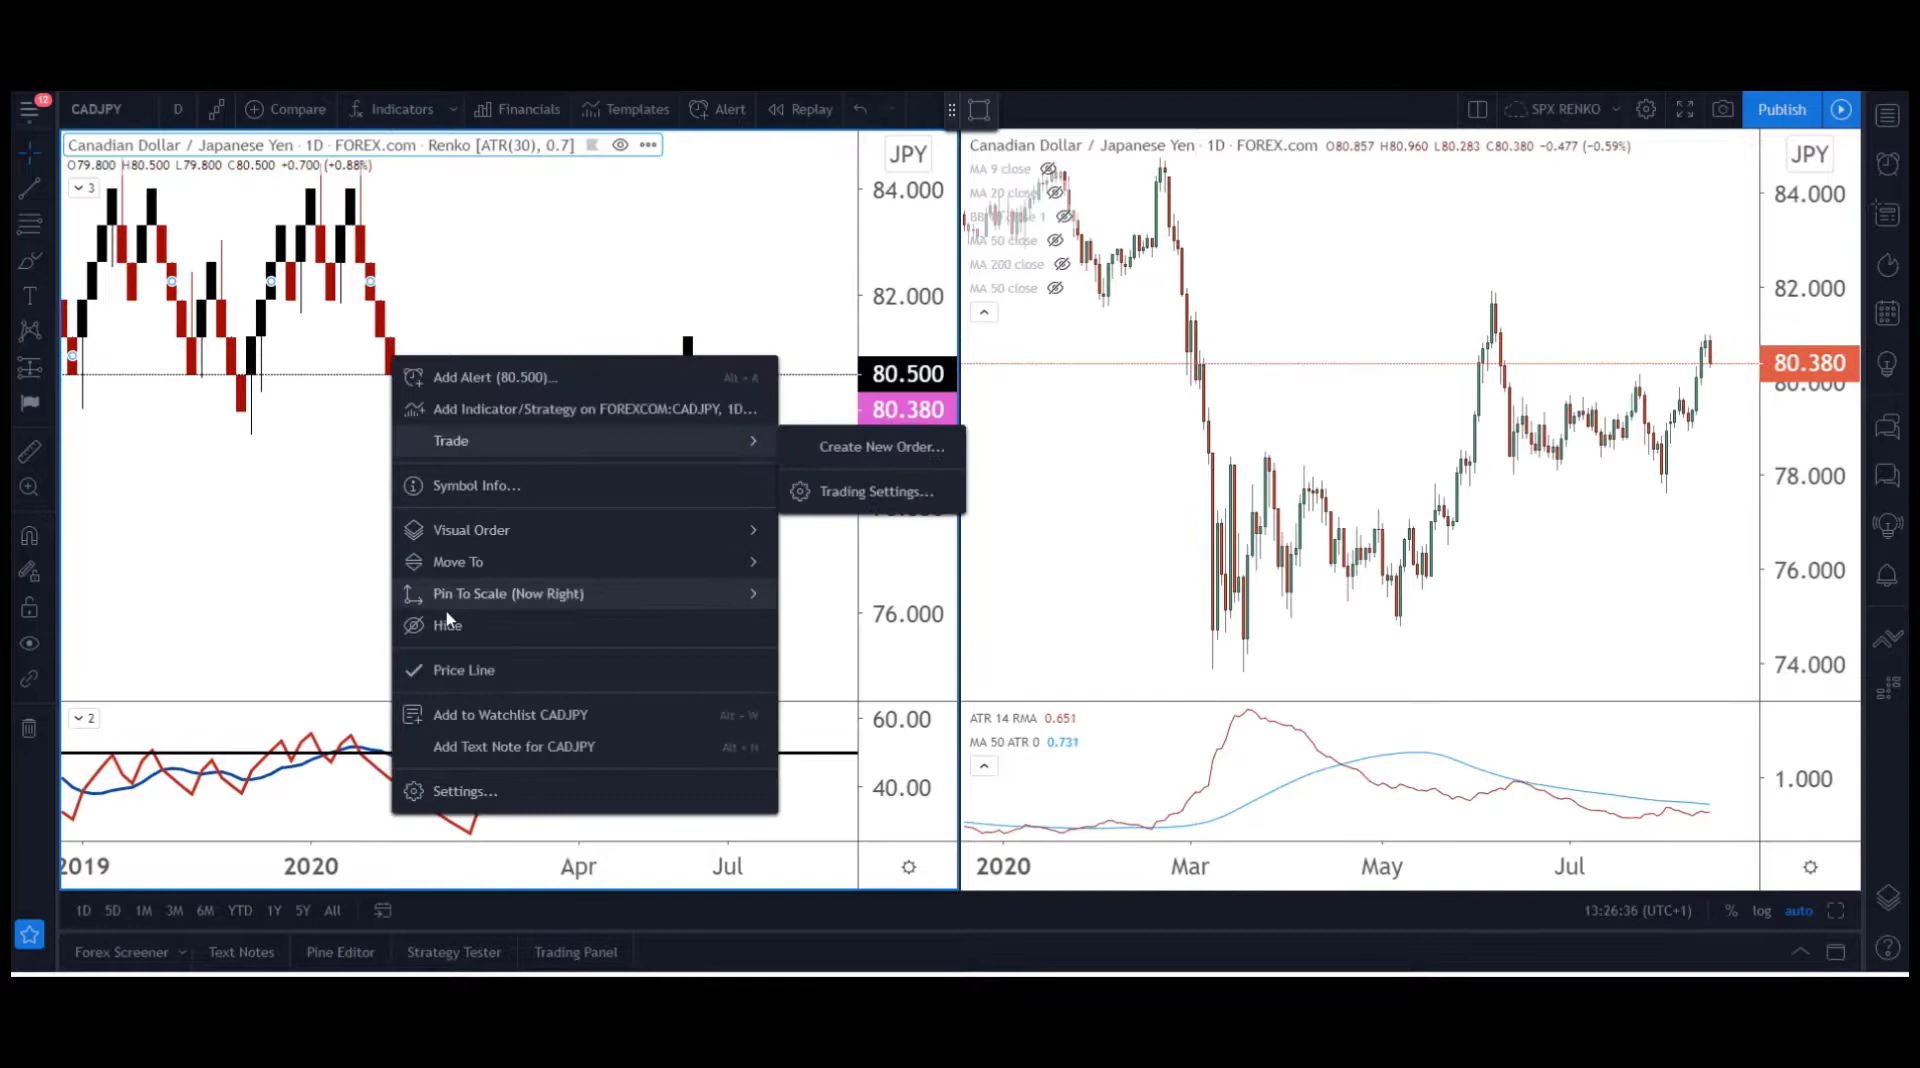 12
CADJPY D Compare Indicators Financials Templates Alert Replay
SPX RENKO Publish
Canadian Dollar / Japanese Yen · 1D · FOREX.com · Renko [ATR(30), 0.7]
O79.800 H80.500 L79.800 C80.500 +0.700 (+0.88%)
3
JPY
84.000
82.000
80.500
80.380
76.000
Add Alert (80.500)... Alt + A
Add Indicator/Strategy on FOREXCOM:CADJPY, 1D...
Trade
Create New Order...
Trading Settings...
Symbol Info...
Visual Order
Move To
Pin To Scale (Now Right)
Hide
Price Line
Add to Watchlist CADJPY Alt + W
Add Text Note for CADJPY Alt + N
Settings...
2
60.00
40.00
2019 2020 Apr Jul
Canadian Dollar / Japanese Yen · 1D · FOREX.com O80.857 H80.960 L80.283 C80.380 −0.477 (−0.59%)
MA 9 close
MA 20 close
MA 50 close
MA 200 close
MA 50 close
JPY
84.000
82.000
80.380
80.000
78.000
76.000
74.000
ATR 14 RMA 0.651
MA 50 ATR 0 0.731
1.000
2020 Mar May Jul
1D 5D 1M 3M 6M YTD 1Y 5Y All
13:26:36 (UTC+1) % log auto
Forex Screener Text Notes Pine Editor Strategy Tester Trading Panel